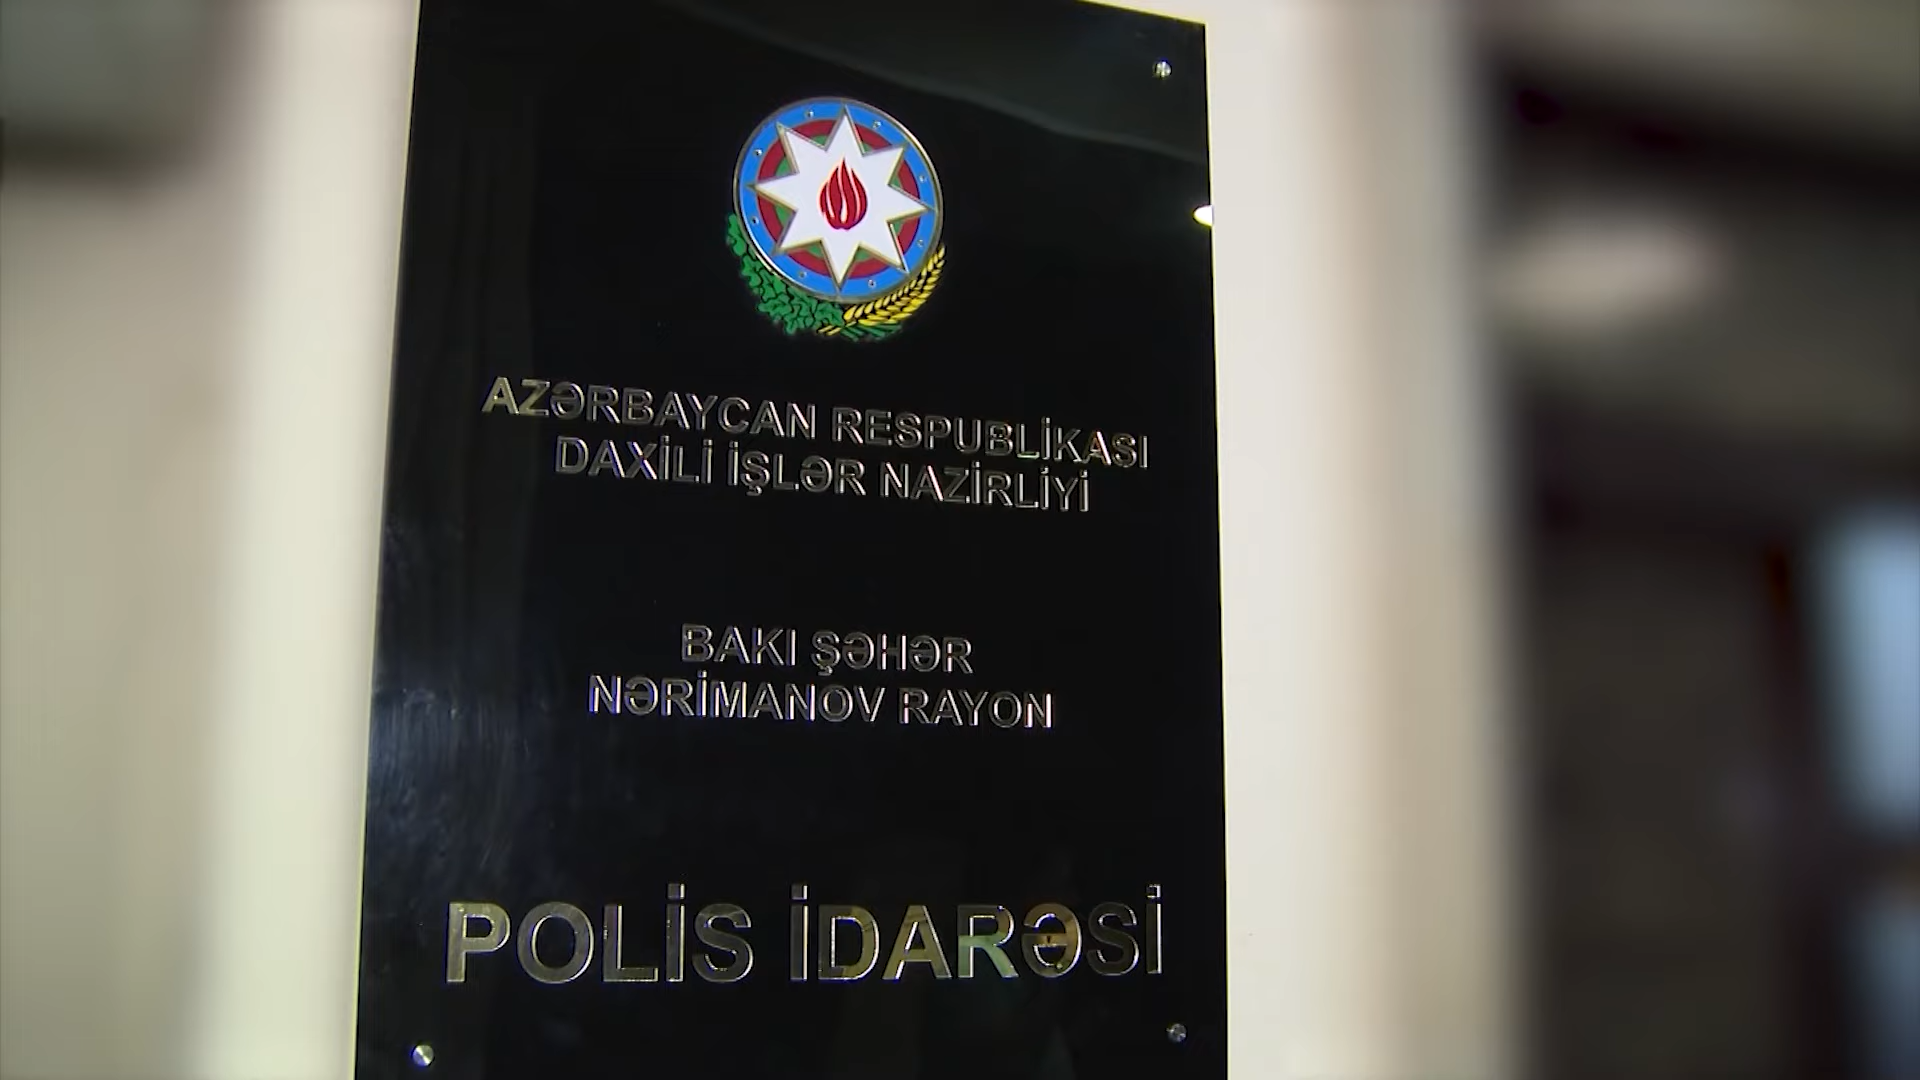 AZƏRBAYCAN RESPUBLİKASI
DAXİLİ İŞLƏR NAZİRLİYİ
BAKI ŞƏHƏR
NƏRİMANOV RAYON
POLİS İDARƏSİ